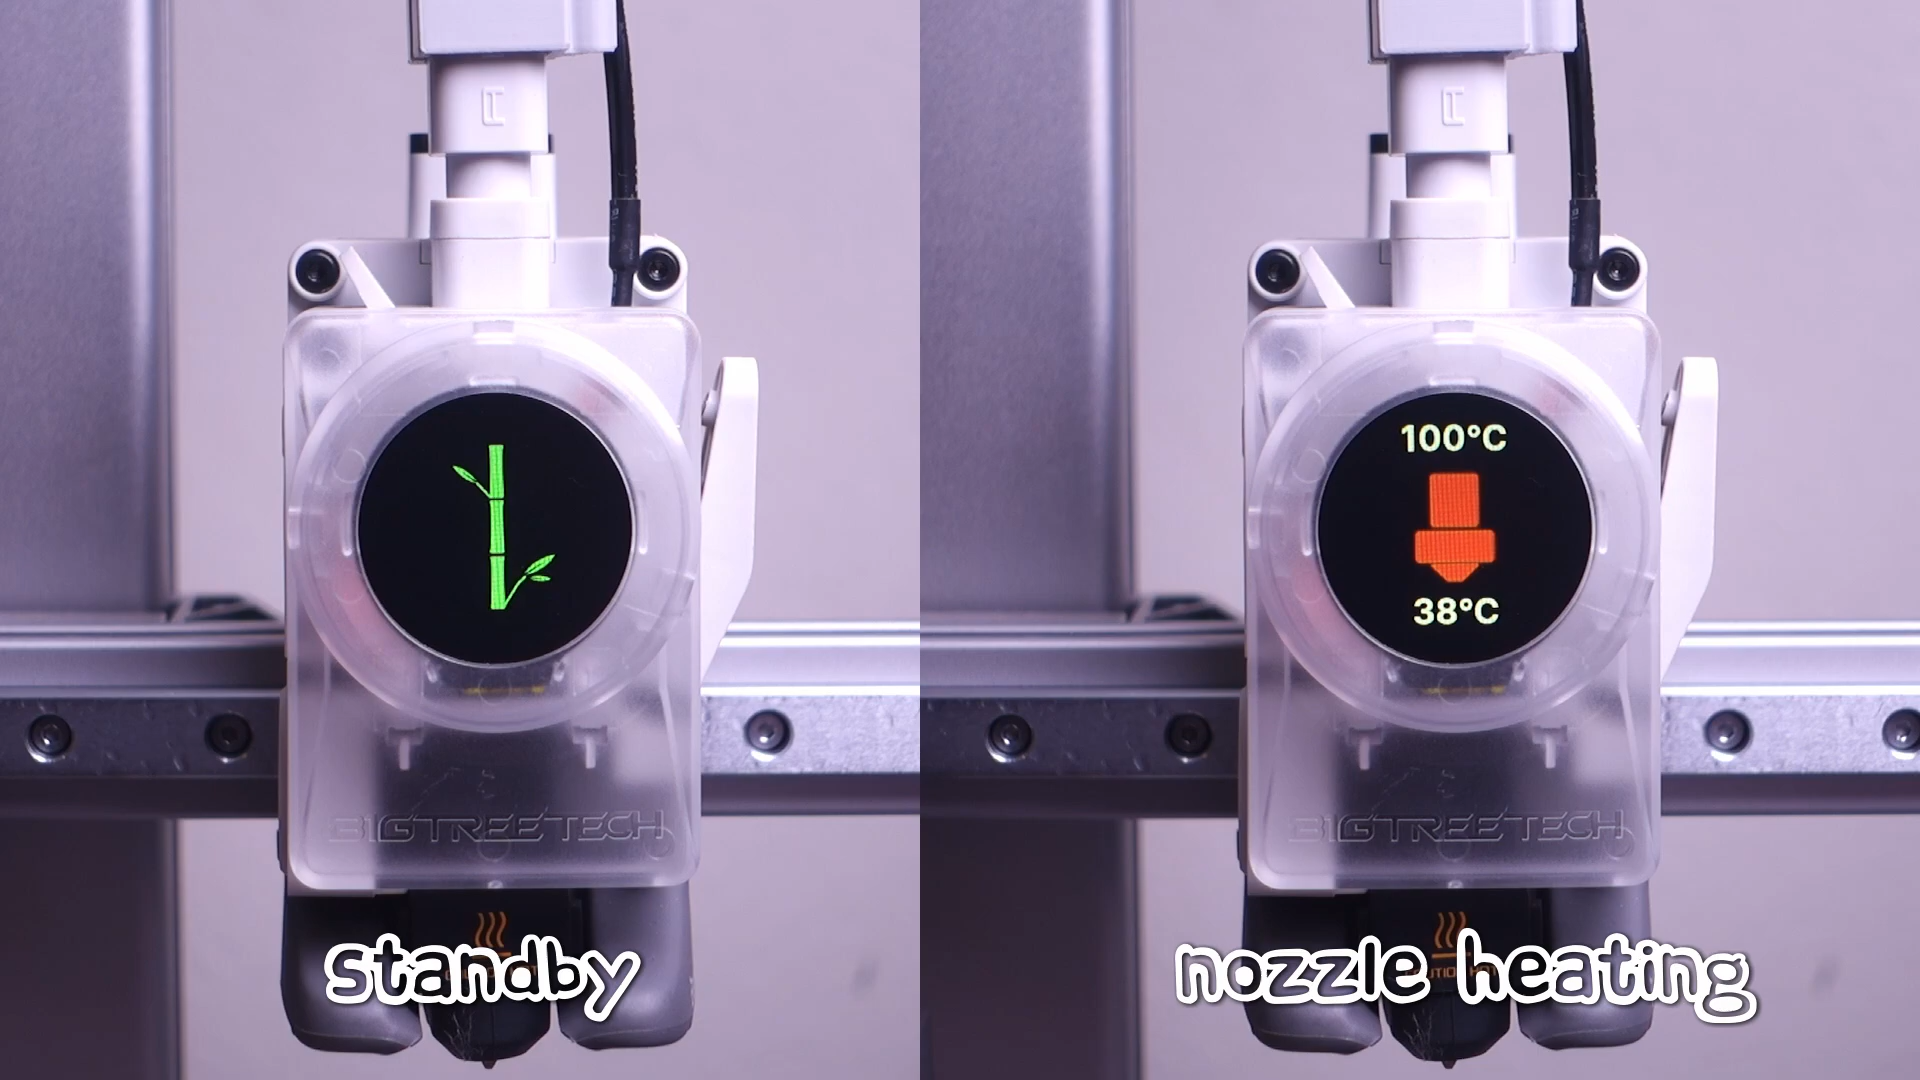 BIGTREETECH
standby
100°C
38°C
BIGTREETECH
nozzle heating